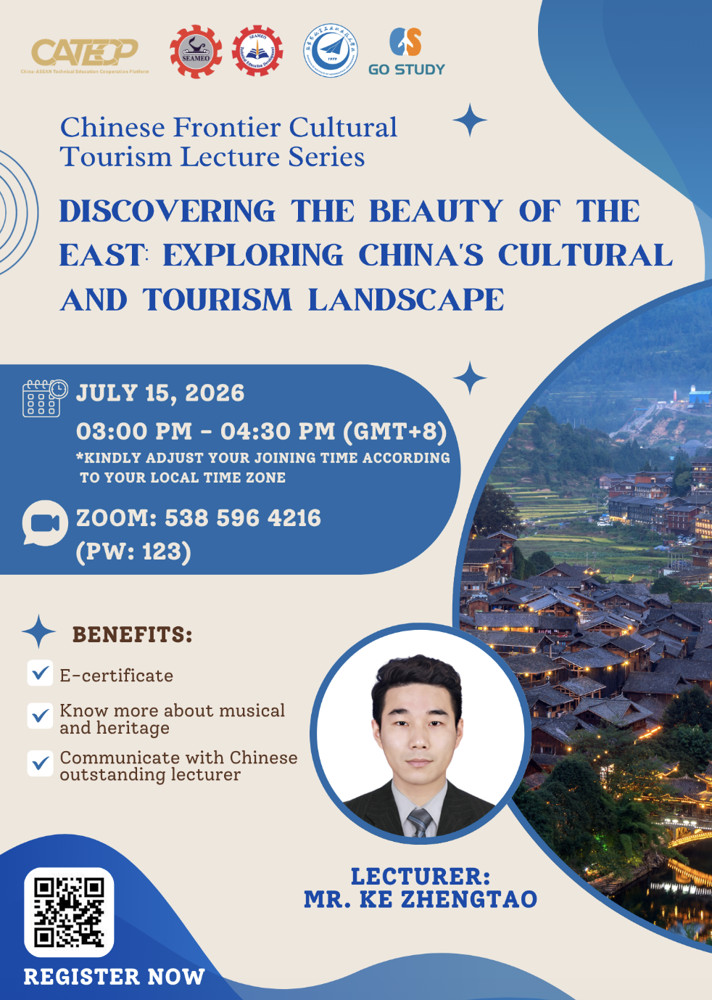 CATECP
China-ASEAN Technical Education Cooperation Platform
SEAMEO
SEAMEO
Technical Education Development
1979
GO STUDY
Chinese Frontier Cultural
Tourism Lecture Series
DISCOVERING THE BEAUTY OF THE
EAST: EXPLORING CHINA'S CULTURAL
AND TOURISM LANDSCAPE
JULY 15, 2026
03:00 PM - 04:30 PM (GMT+8)
*KINDLY ADJUST YOUR JOINING TIME ACCORDING
TO YOUR LOCAL TIME ZONE
ZOOM: 538 596 4216
(PW: 123)
BENEFITS:
E-certificate
Know more about musical
and heritage
Communicate with Chinese
outstanding lecturer
LECTURER:
MR. KE ZHENGTAO
REGISTER NOW